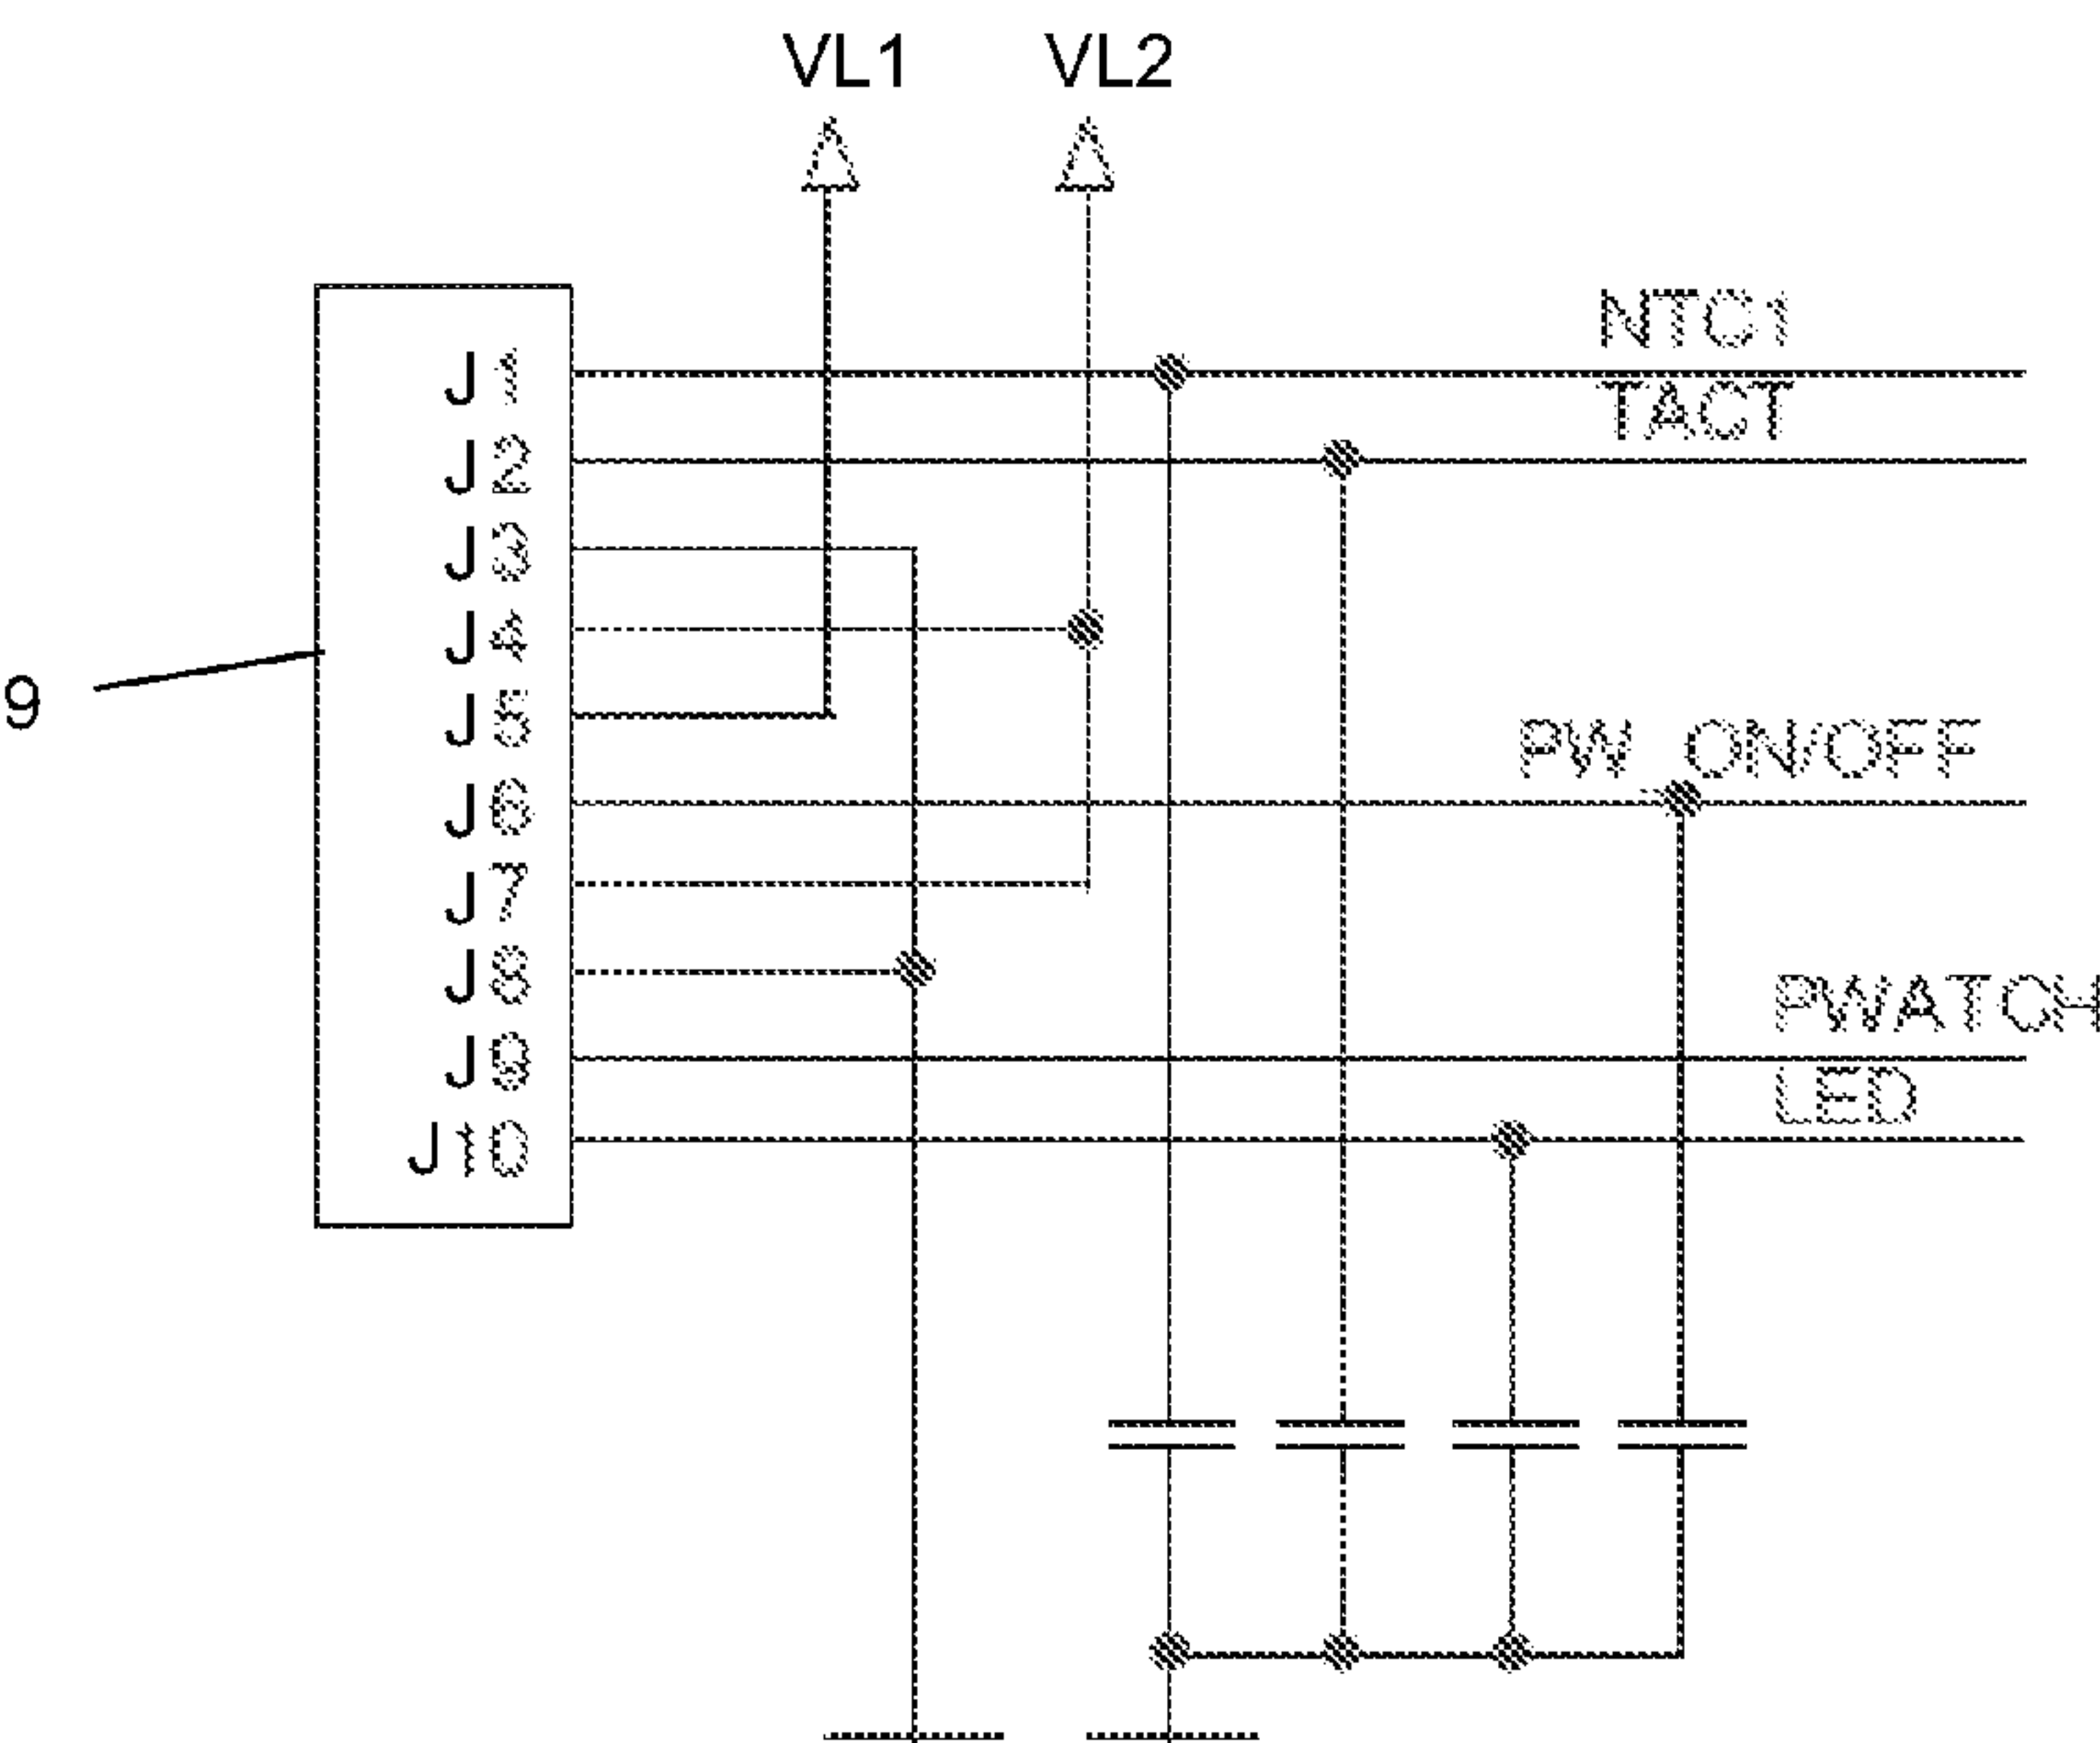 VL1 VL2
NTC1
J1
TACT
J2
J3
J4
9
J5
PW_ON/OFF
J6
J7
J8
PWATCH
J9
LED
J10